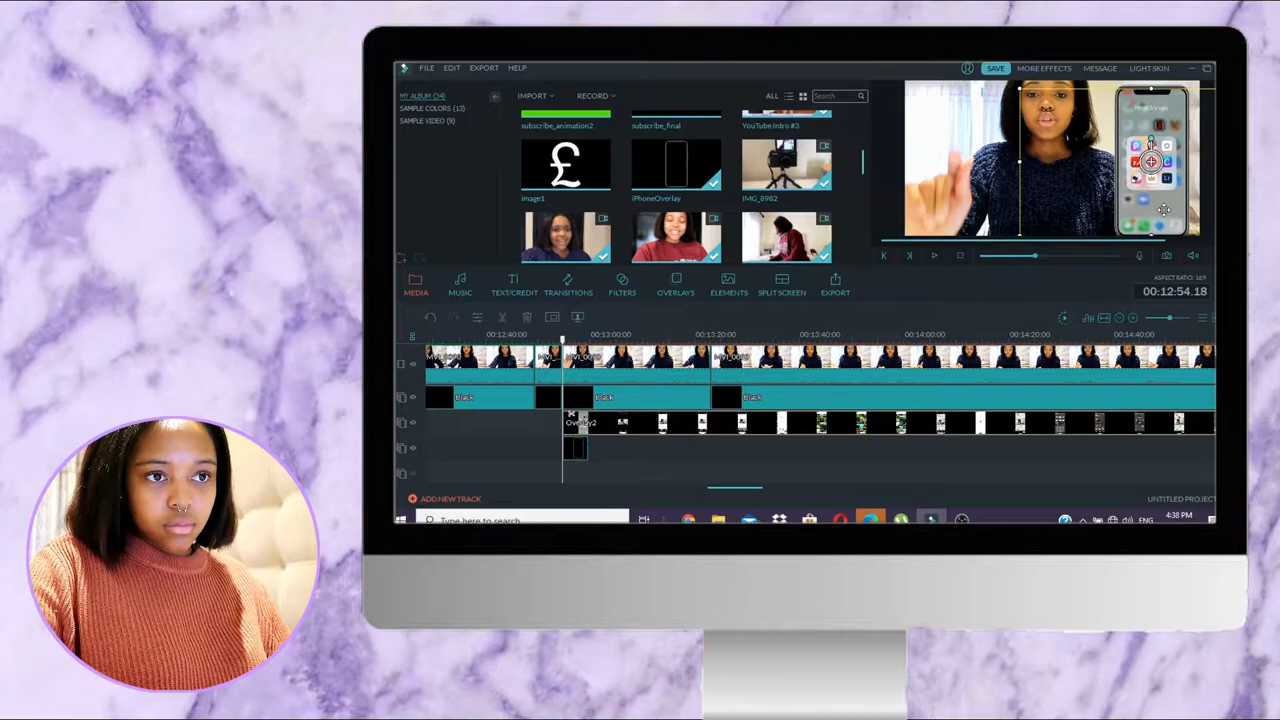 FILE EDIT EXPORT HELP
SAVE MORE EFFECTS MESSAGE LIGHT SKIN
MY ALBUM (34)
SAMPLE COLORS (13)
SAMPLE VIDEO (9)
IMPORT RECORD ALL Search
subscribe_animation2 subscribe_final YouTube Intro #3
£
image1 iPhoneOverlay IMG_8982
MEDIA MUSIC TEXT/CREDIT TRANSITIONS FILTERS OVERLAYS ELEMENTS SPLIT SCREEN EXPORT
ASPECT RATIO: 16:9
00:12:54.18
00:12:40:00 00:13:00:00 00:13:20:00 00:13:40:00 00:14:00:00 00:14:20:00 00:14:40:00
Black Black Black
Overlay2
ADD NEW TRACK UNTITLED PROJECT
Type here to search
ENG 4:38 PM